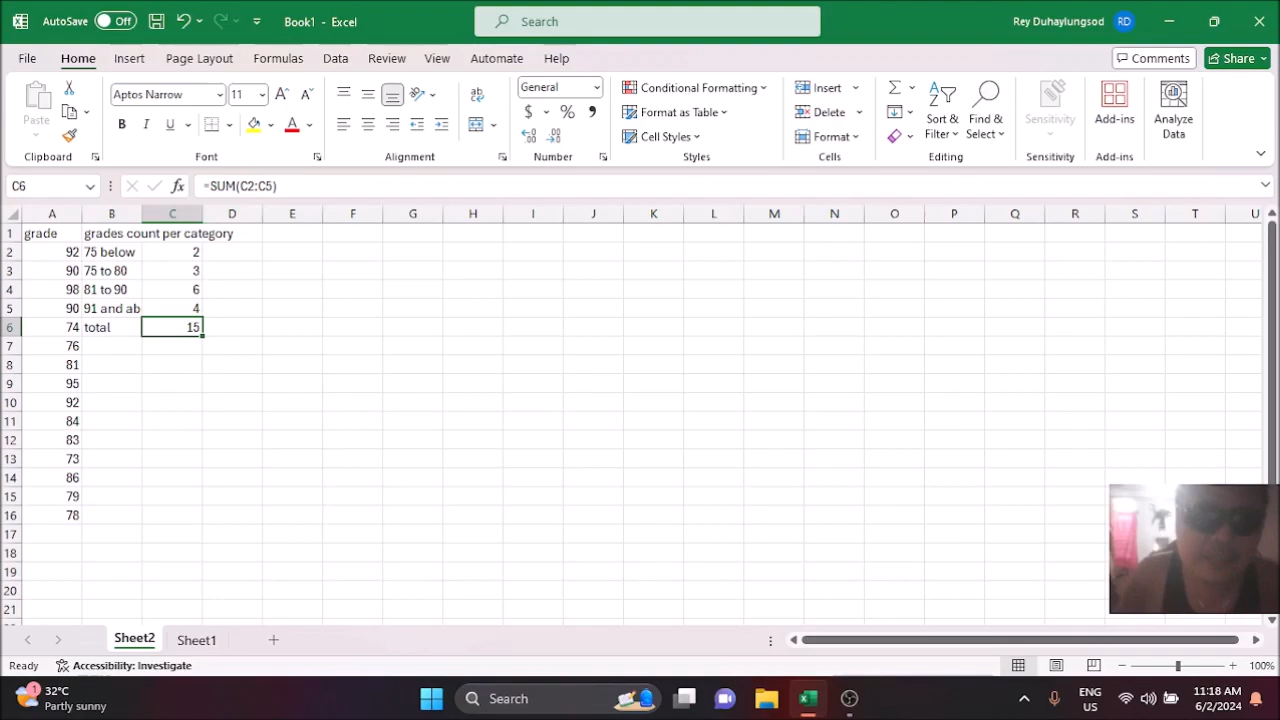 AutoSave Off Book1 - Excel Search Rey Duhaylungsod RD
File Home Insert Page Layout Formulas Data Review View Automate Help Comments Share
Paste Aptos Narrow 11 A A General Conditional Formatting Insert
B I U A $ % 9 Format as Table Delete Sort & Filter Find & Select Sensitivity Add-ins Analyze Data
Cell Styles Format
Clipboard Font Alignment Number Styles Cells Editing Sensitivity Add-ins
C6 fx =SUM(C2:C5)
A B C D E F G H I J K L M N O P Q R S T U
1 grade grades count per category
2 92 75 below 2
3 90 75 to 80 3
4 98 81 to 90 6
5 90 91 and ab 4
6 74 total 15
7 76
8 81
9 95
10 92
11 84
12 83
13 73
14 86
15 79
16 78
17
18
19
20
21
Sheet2 Sheet1
Ready Accessibility: Investigate 100%
1 32°C Search ENG 11:18 AM
Partly sunny US 6/2/2024